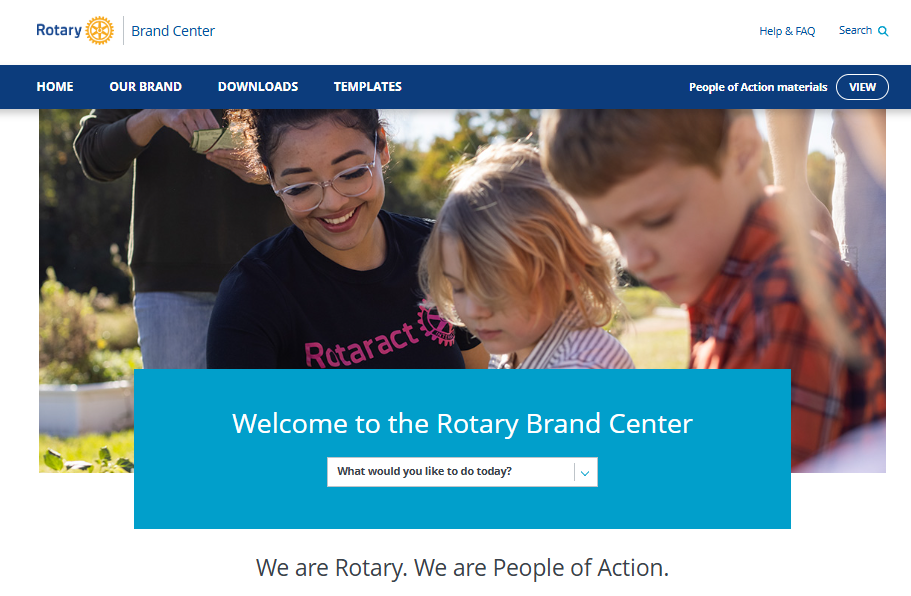 Rotary
Brand Center
Help & FAQ
Search
HOME
OUR BRAND
DOWNLOADS
TEMPLATES
People of Action materials
VIEW
Rotaract
Welcome to the Rotary Brand Center
What would you like to do today?
We are Rotary. We are People of Action.